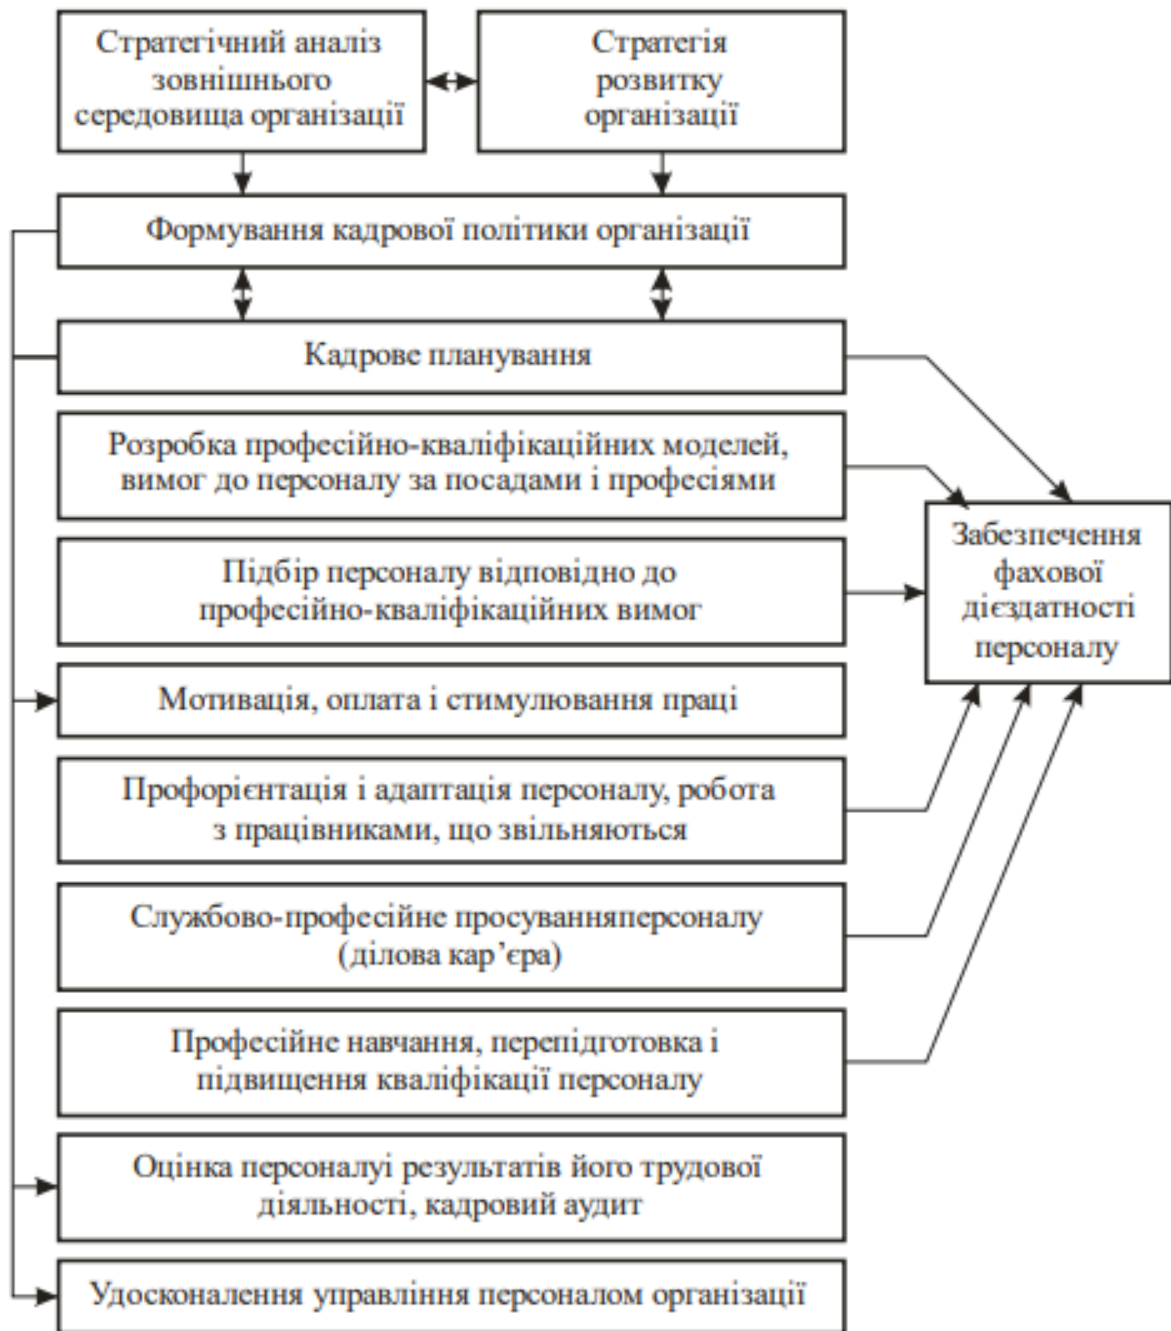 Стратегічний аналіз
зовнішнього
середовища організації
Стратегія
розвитку
організації
Формування кадрової політики організації
Кадрове планування
Розробка професійно-кваліфікаційних моделей,
вимог до персоналу за посадами і професіями
Підбір персоналу відповідно до
професійно-кваліфікаційних вимог
Забезпечення
фахової
дієздатності
персоналу
Мотивація, оплата і стимулювання праці
Профорієнтація і адаптація персоналу, робота
з працівниками, що звільняються
Службово-професійне просуванняперсоналу
(ділова кар’єра)
Професійне навчання, перепідготовка і
підвищення кваліфікації персоналу
Оцінка персоналуі результатів його трудової
діяльності, кадровий аудит
Удосконалення управління персоналом організації